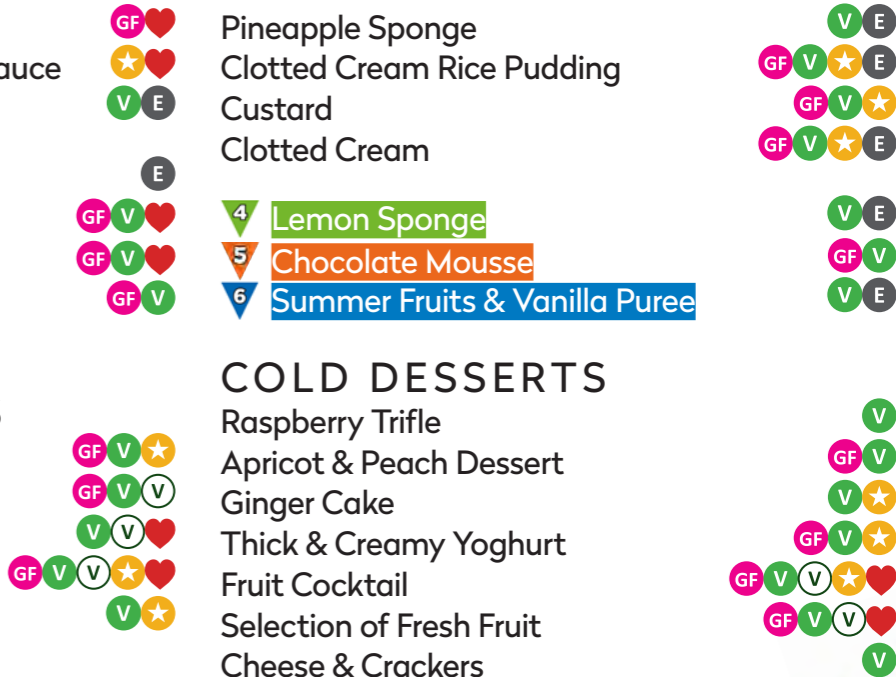 GF
auce
V E
E
GF V
GF V
GF V
GF V
GF V V
V V
GF V V
V
Pineapple Sponge V E
Clotted Cream Rice Pudding GF V E
Custard GF V
Clotted Cream GF V E
4 Lemon Sponge V E
5 Chocolate Mousse GF V
6 Summer Fruits & Vanilla Puree V E
COLD DESSERTS
Raspberry Trifle V
Apricot & Peach Dessert GF V
Ginger Cake V
Thick & Creamy Yoghurt GF V
Fruit Cocktail GF V V
Selection of Fresh Fruit GF V V
Cheese & Crackers V